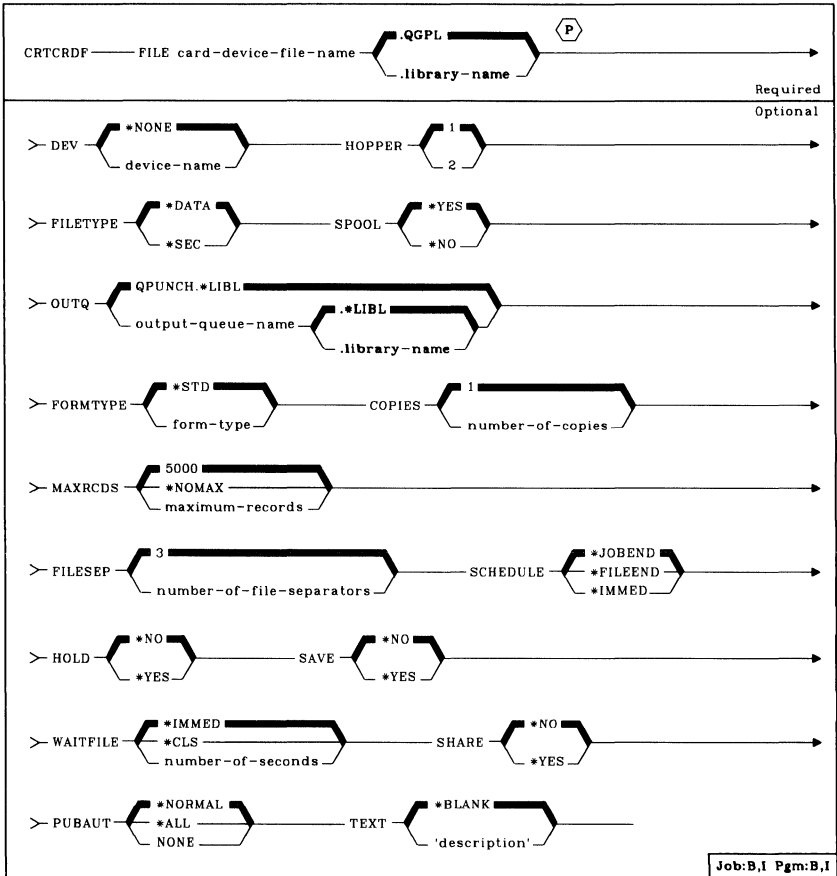 .QGPL
P
CRTCRDF FILE card-device-file-name
.library-name
Required
Optional
*NONE 1
DEV HOPPER
device-name 2
*DATA *YES
FILETYPE SPOOL
*SEC *NO
QPUNCH.*LIBL
OUTQ
output-queue-name .*LIBL
.library-name
*STD 1
FORMTYPE COPIES
form-type number-of-copies
5000
MAXRCDS *NOMAX
maximum-records
3 *JOBEND
FILESEP SCHEDULE *FILEEND
number-of-file-separators *IMMED
*NO *NO
HOLD SAVE
*YES *YES
*IMMED *NO
WAITFILE *CLS SHARE
number-of-seconds *YES
*NORMAL *BLANK
PUBAUT *ALL TEXT
NONE 'description'
Job:B,I Pgm:B,I